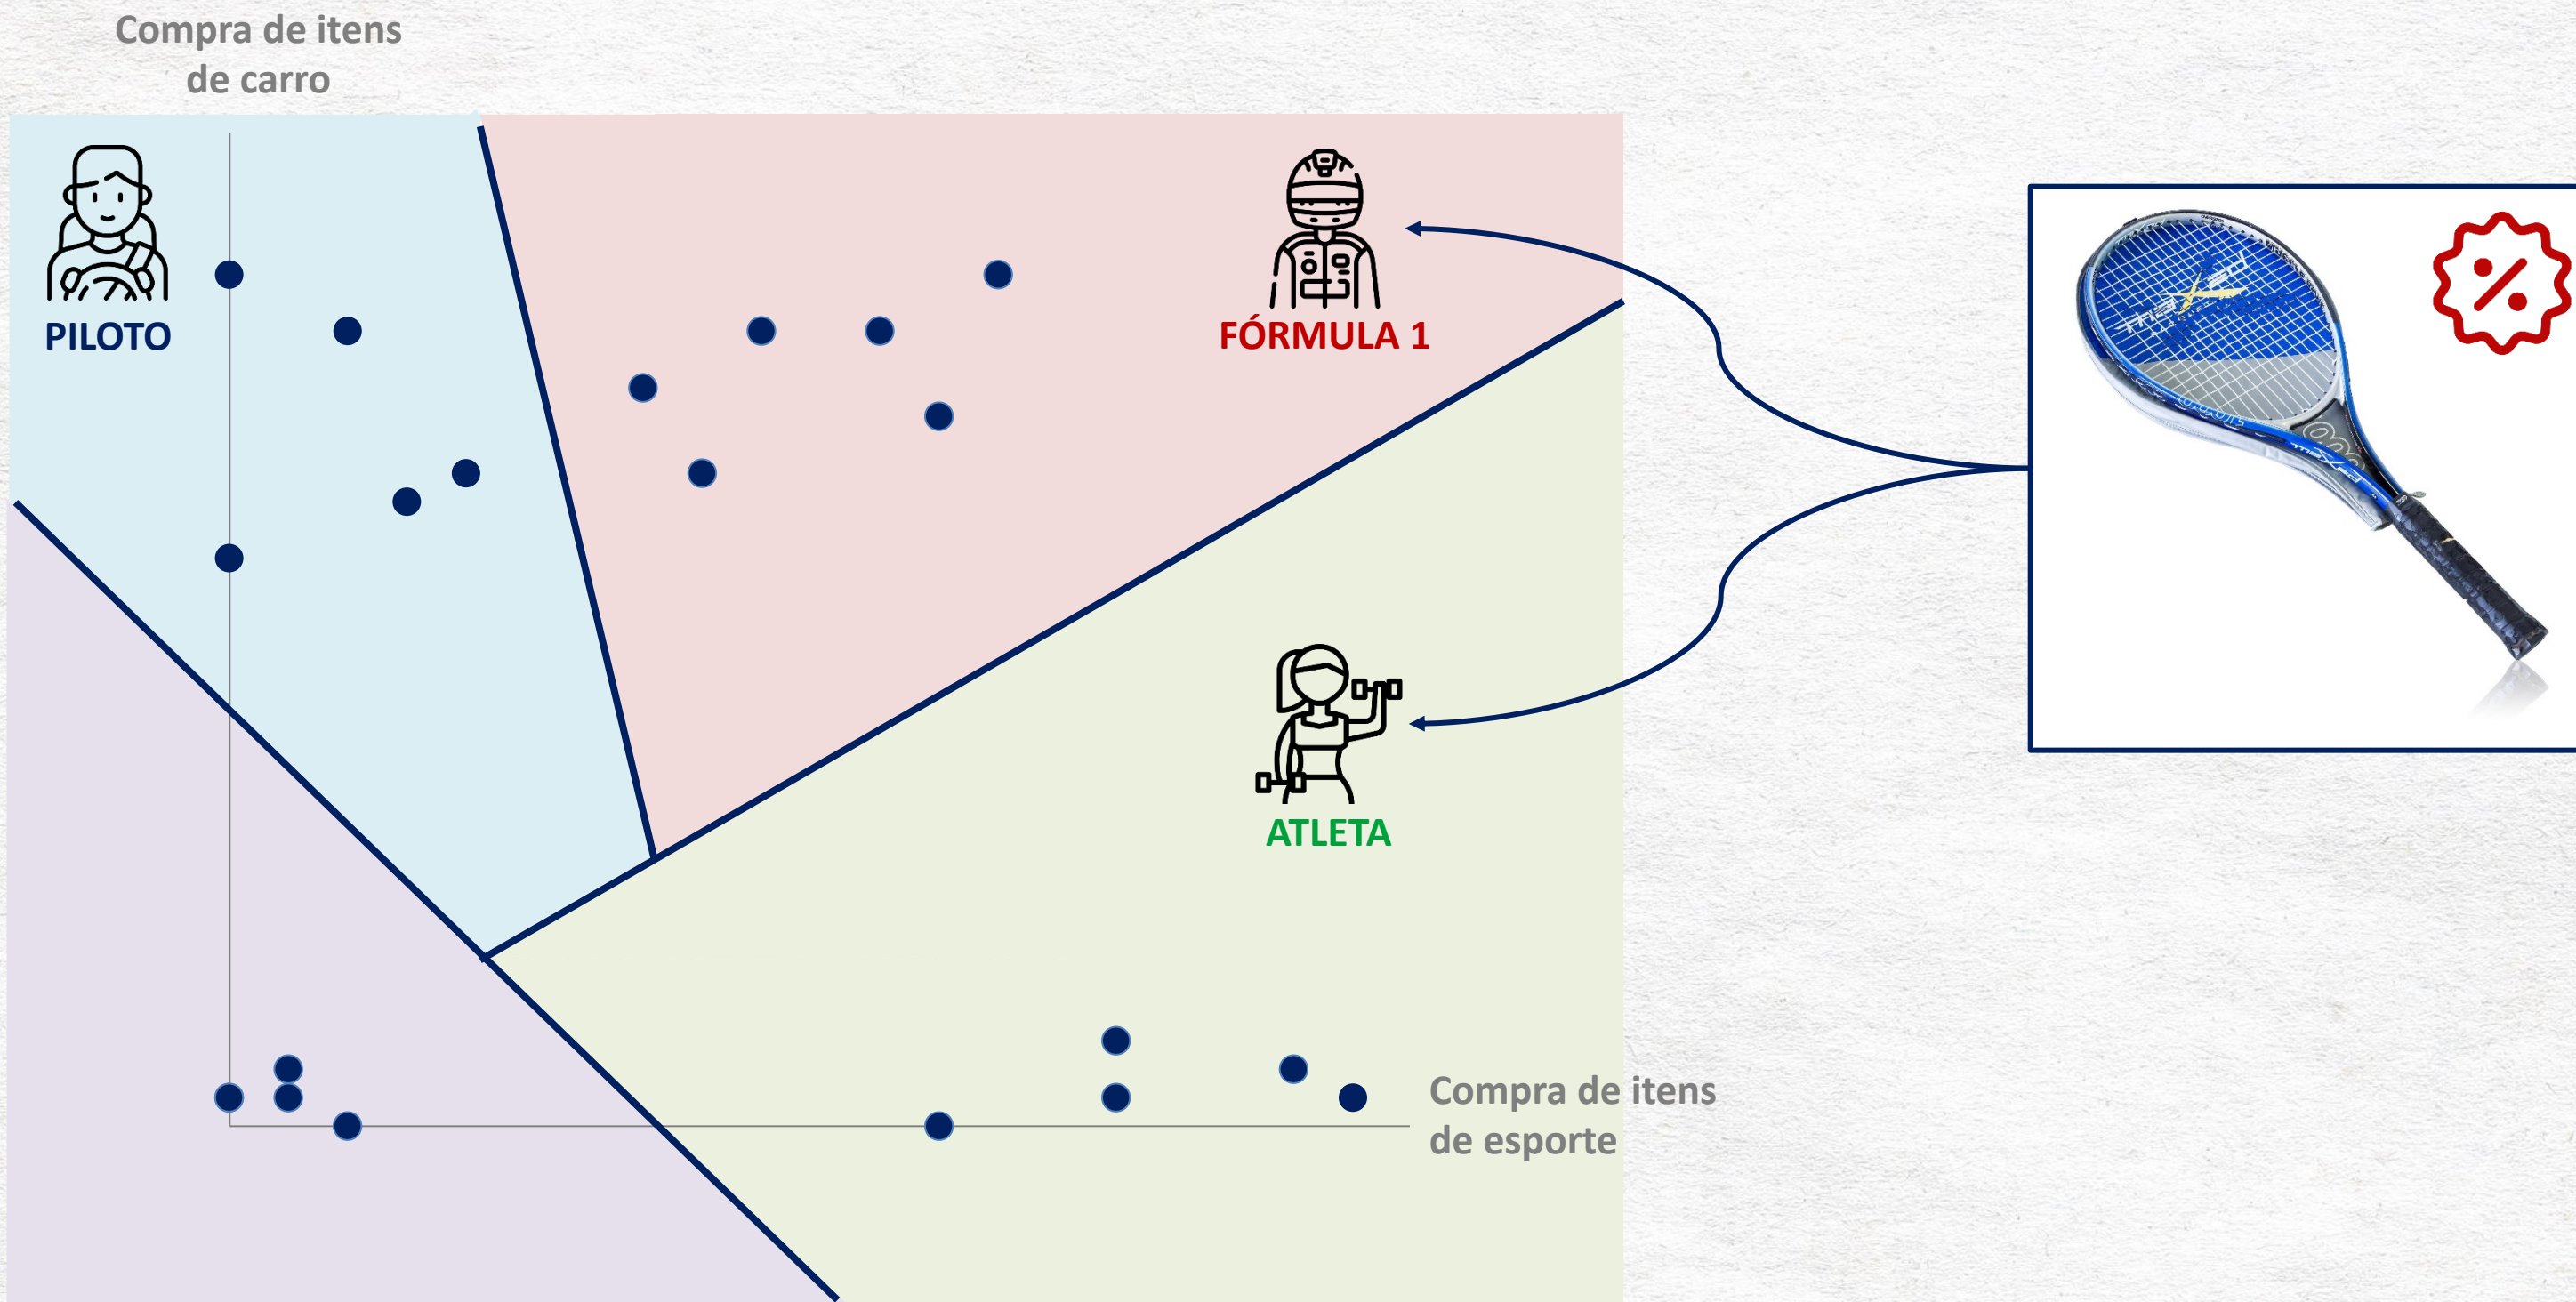 Compra de itens
de carro
PILOTO
FÓRMULA 1
ATLETA
Compra de itens
de esporte